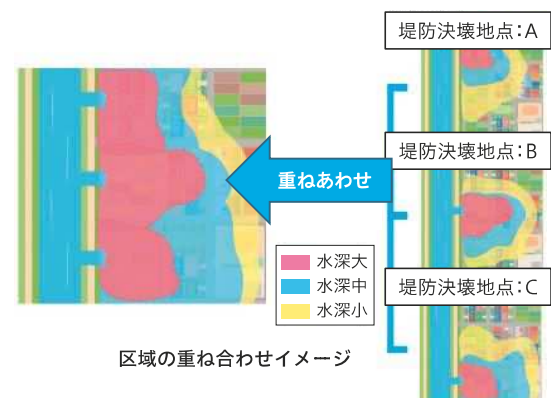 堤防決壊地点:A
堤防決壊地点:B
重ねあわせ
水深大
水深中
水深小
堤防決壊地点:C
区域の重ね合わせイメージ